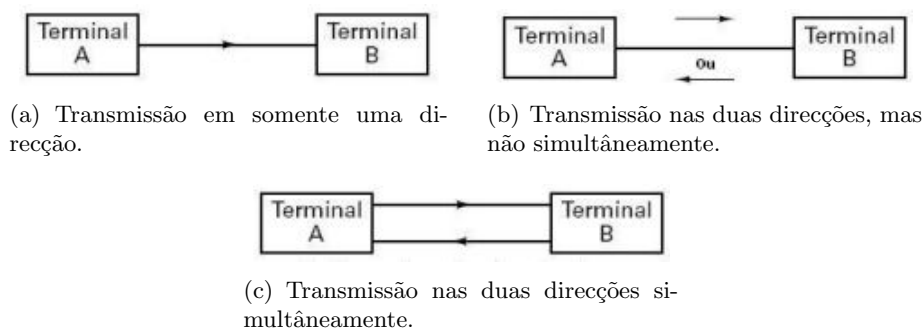 Terminal
A
Terminal
B
(a) Transmissão em somente uma di-
recção.
Terminal
A
Ou
Terminal
B
(b) Transmissão nas duas direcções, mas
não simultâneamente.
Terminal
A
Terminal
B
(c) Transmissão nas duas direcções si-
multâneamente.